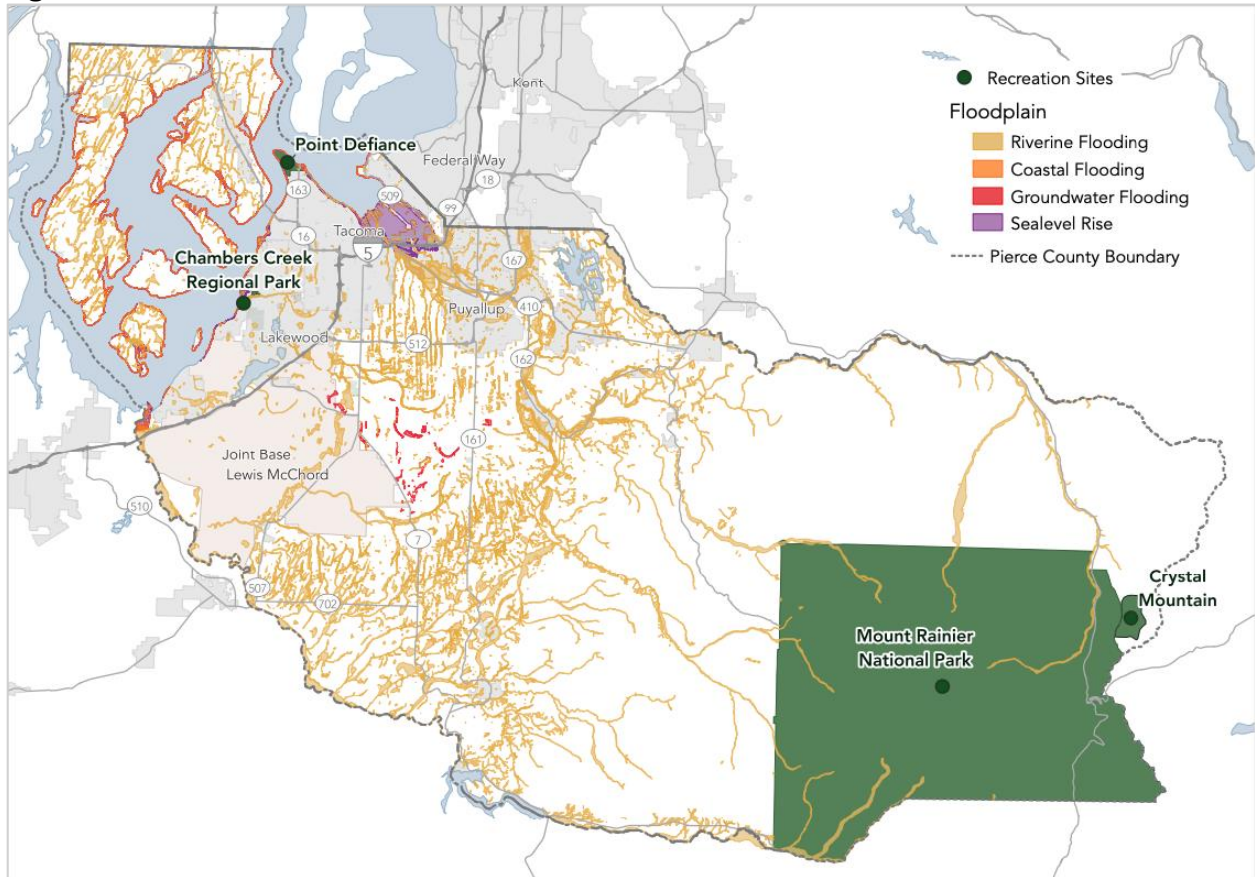 Kent
Recreation Sites
Floodplain
Riverine Flooding
Coastal Flooding
Groundwater Flooding
Sealevel Rise
Pierce County Boundary
Point Defiance
Federal Way
163
18
509
99
Tacoma
16
5
167
Chambers Creek
Regional Park
Puyallup
410
Lakewood
512
162
161
Joint Base
Lewis McChord
510
7
507
702
Crystal
Mountain
Mount Rainier
National Park